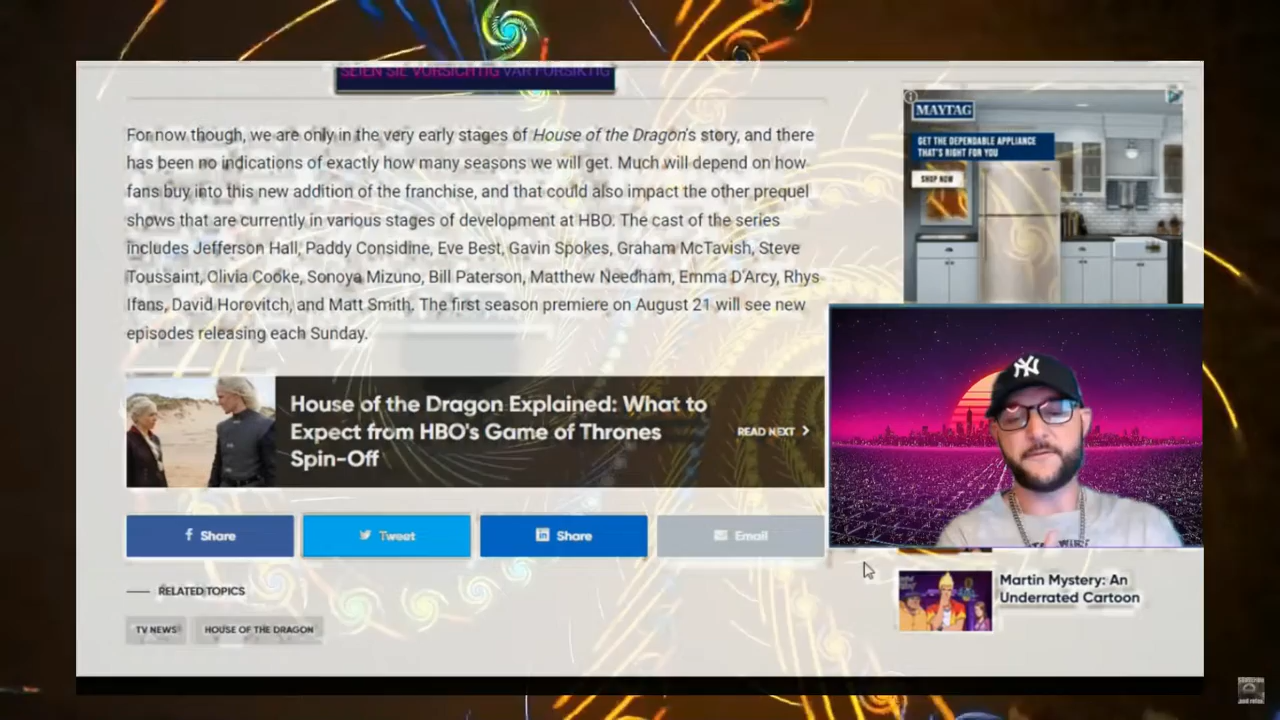 SEIEN SIE VORSICHTIG VAR FÖRSIKTIG
For now though, we are only in the very early stages of House of the Dragon's story, and there
has been no indications of exactly how many seasons we will get. Much will depend on how
fans buy into this new addition of the franchise, and that could also impact the other prequel
shows that are currently in various stages of development at HBO. The cast of the series
includes Jefferson Hall, Paddy Considine, Eve Best, Gavin Spokes, Graham McTavish, Steve
Toussaint, Olivia Cooke, Sonoya Mizuno, Bill Paterson, Matthew Needham, Emma D'Arcy, Rhys
Ifans, David Horovitch, and Matt Smith. The first season premiere on August 21 will see new
episodes releasing each Sunday.
House of the Dragon Explained: What to
Expect from HBO's Game of Thrones
Spin-Off
READ NEXT
f Share
Tweet
in Share
Email
RELATED TOPICS
TV NEWS
HOUSE OF THE DRAGON
MAYTAG
GET THE DEPENDABLE APPLIANCE
THAT'S RIGHT FOR YOU
SHOP NOW
NY
Martin Mystery: An
Underrated Cartoon